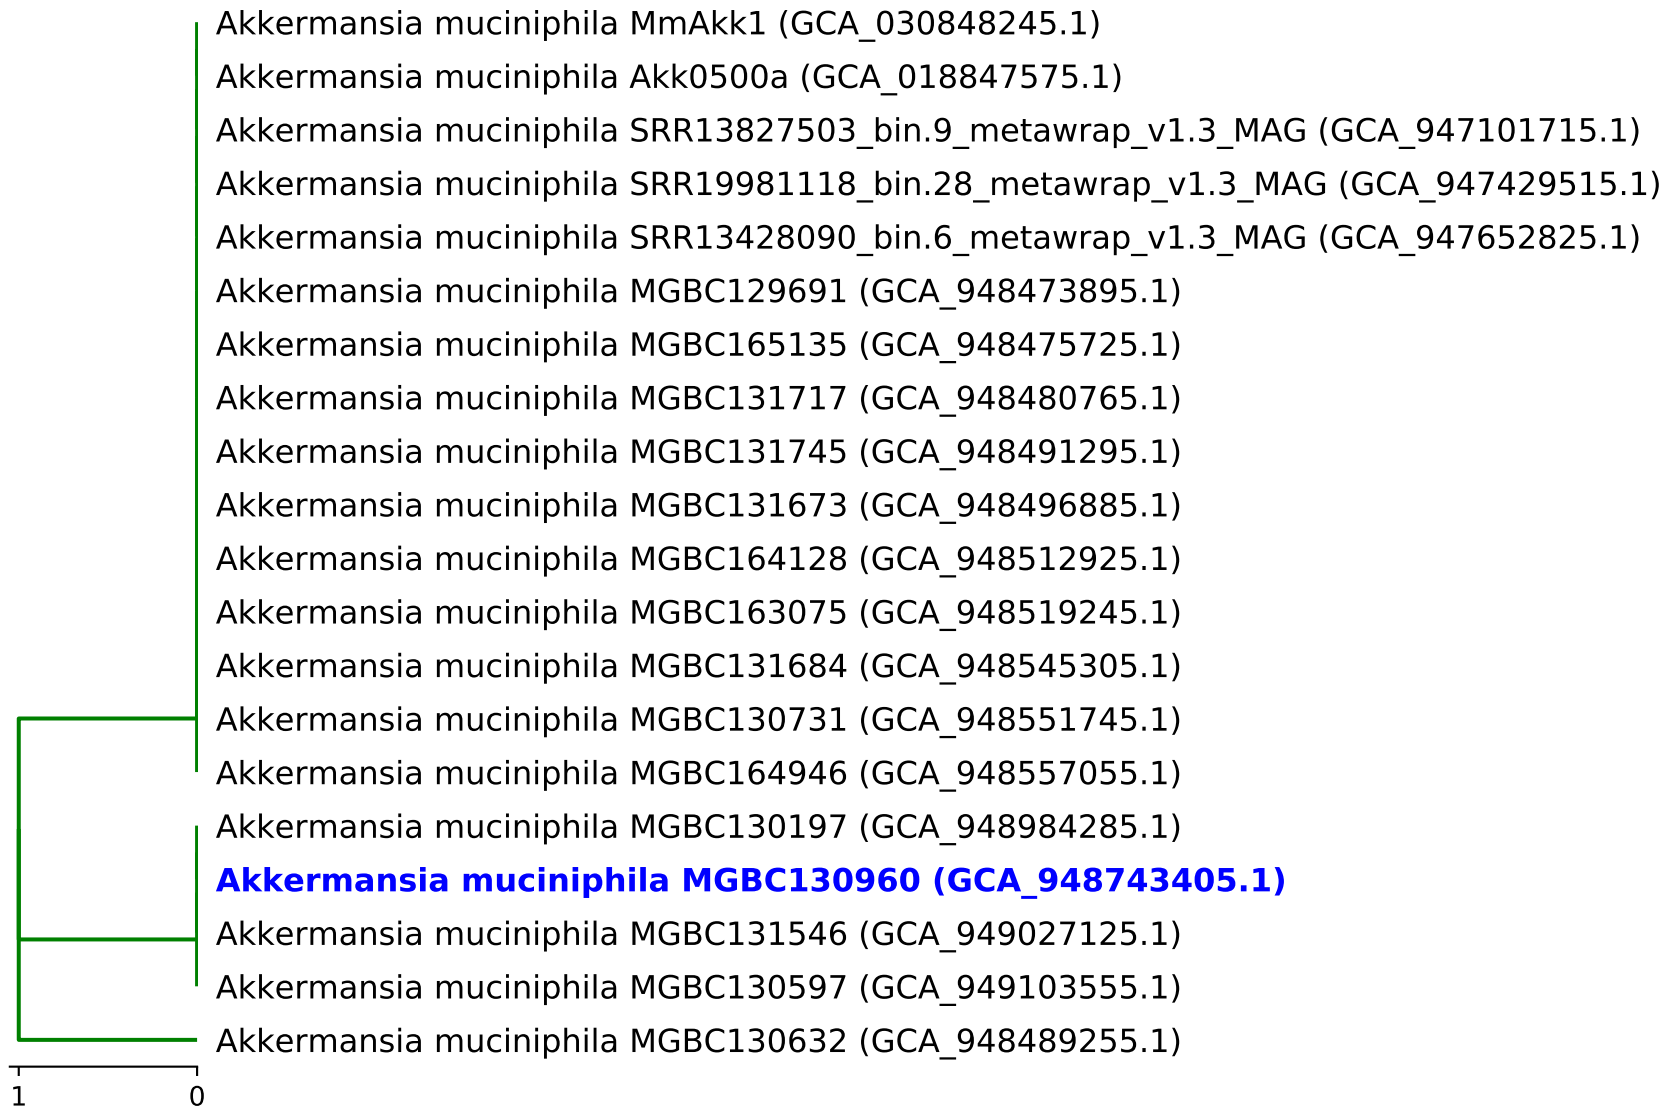 Akkermansia muciniphila MmAkk1 (GCA_030848245.1)
Akkermansia muciniphila Akk0500a (GCA_018847575.1)
Akkermansia muciniphila SRR13827503_bin.9_metawrap_v1.3_MAG (GCA_947101715.1)
Akkermansia muciniphila SRR19981118_bin.28_metawrap_v1.3_MAG (GCA_947429515.1)
Akkermansia muciniphila SRR13428090_bin.6_metawrap_v1.3_MAG (GCA_947652825.1)
Akkermansia muciniphila MGBC129691 (GCA_948473895.1)
Akkermansia muciniphila MGBC165135 (GCA_948475725.1)
Akkermansia muciniphila MGBC131717 (GCA_948480765.1)
Akkermansia muciniphila MGBC131745 (GCA_948491295.1)
Akkermansia muciniphila MGBC131673 (GCA_948496885.1)
Akkermansia muciniphila MGBC164128 (GCA_948512925.1)
Akkermansia muciniphila MGBC163075 (GCA_948519245.1)
Akkermansia muciniphila MGBC131684 (GCA_948545305.1)
Akkermansia muciniphila MGBC130731 (GCA_948551745.1)
Akkermansia muciniphila MGBC164946 (GCA_948557055.1)
Akkermansia muciniphila MGBC130197 (GCA_948984285.1)
Akkermansia muciniphila MGBC130960 (GCA_948743405.1)
Akkermansia muciniphila MGBC131546 (GCA_949027125.1)
Akkermansia muciniphila MGBC130597 (GCA_949103555.1)
Akkermansia muciniphila MGBC130632 (GCA_948489255.1)
1 0